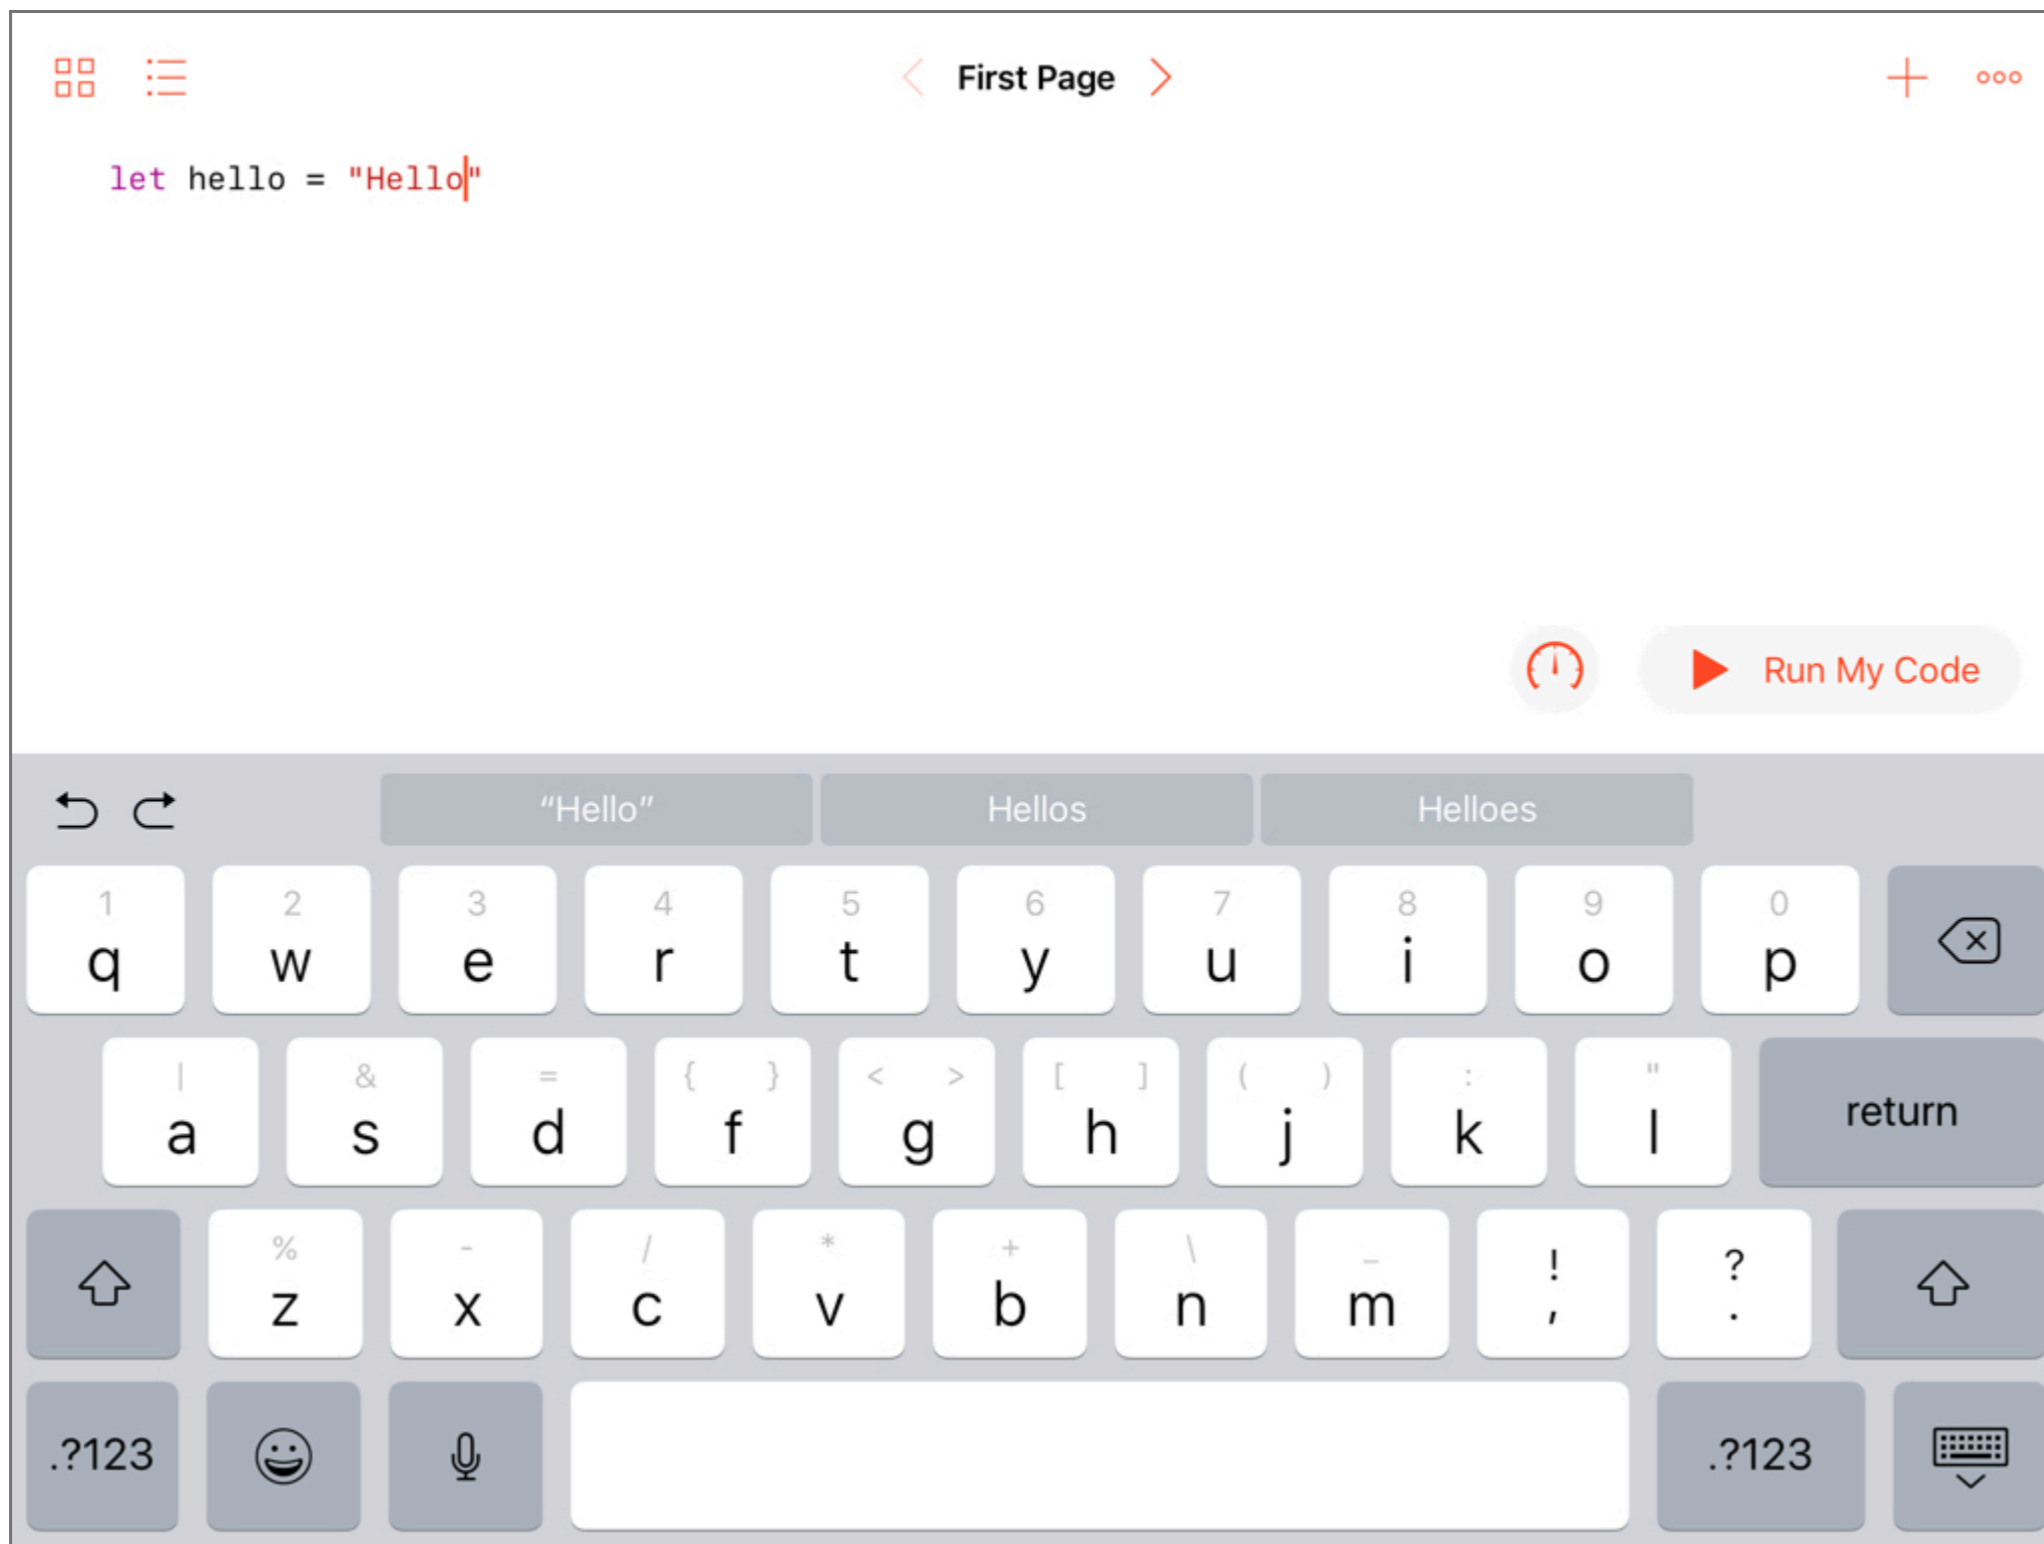 First Page
let hello = "Hello"
Run My Code
“Hello” Hellos Helloes
1 2 3 4 5 6 7 8 9 0
q w e r t y u i o p
| & = { } < > [ ] ( ) : "
a s d f g h j k l return
% - / * + \ _ ! ?
z x c v b n m , .
.?123 .?123